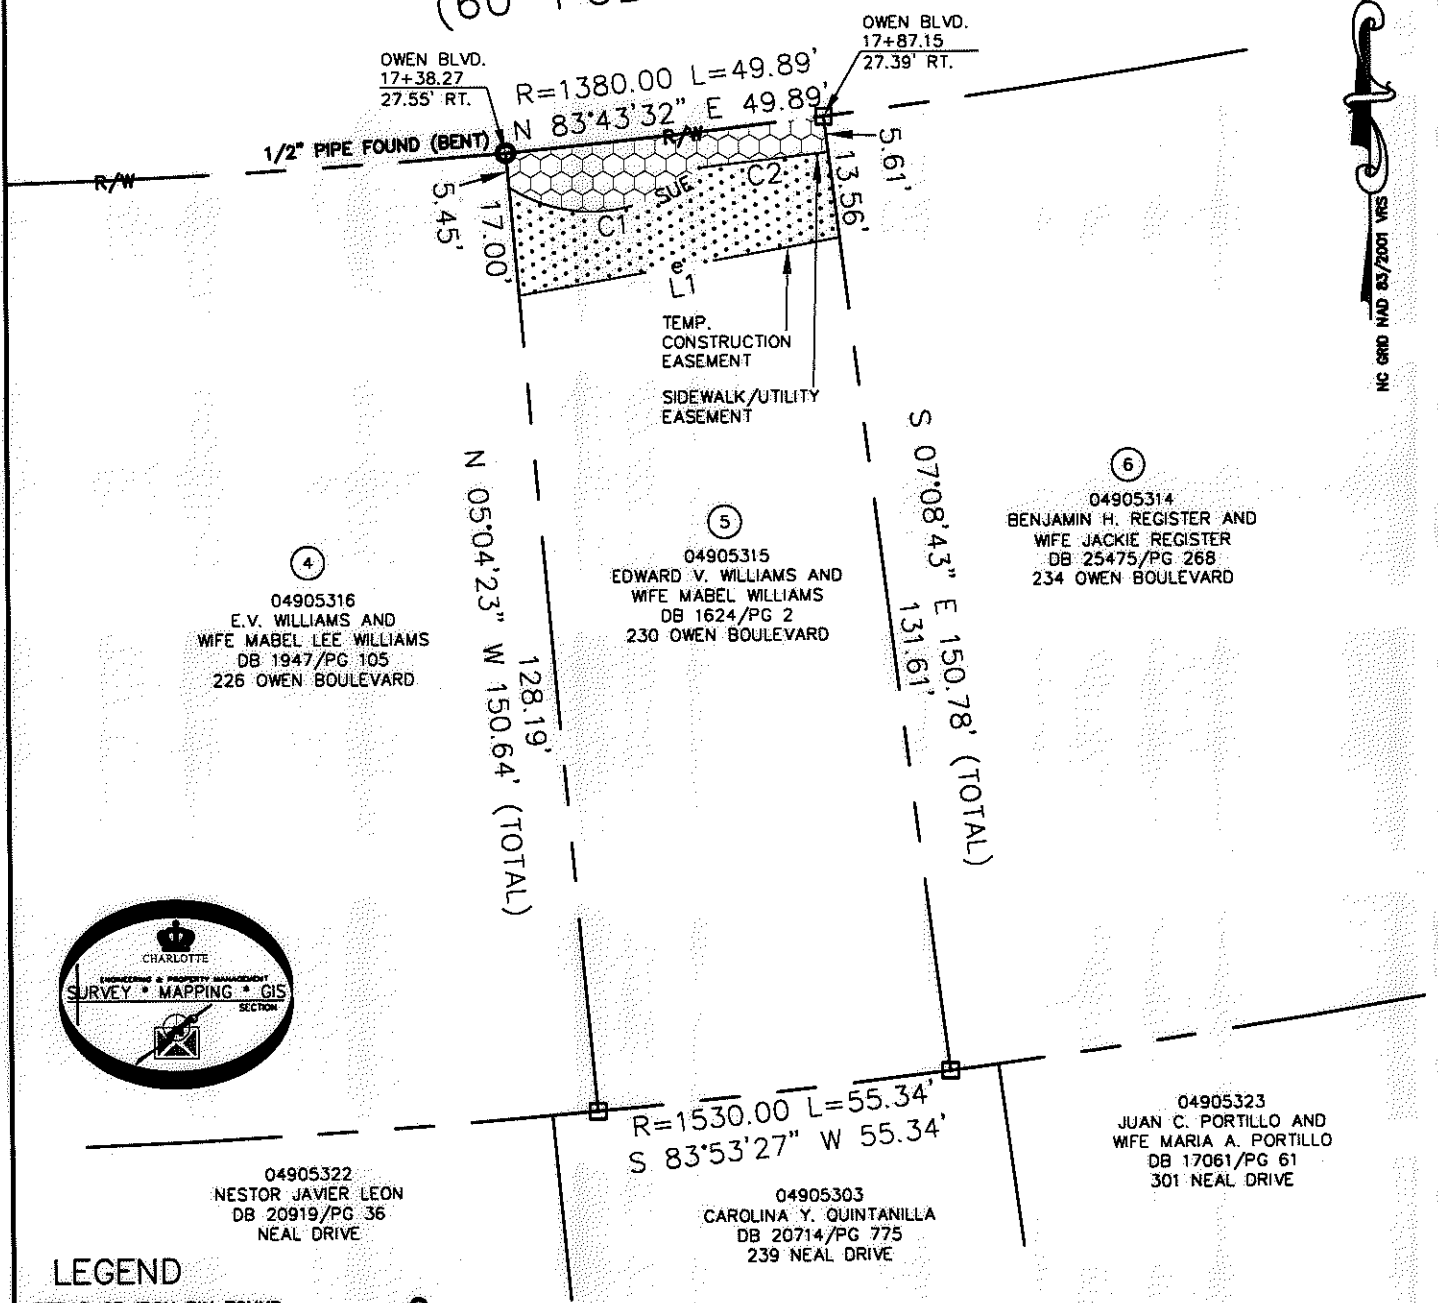 (60'
OWEN BLVD.
17+38.27
27.55' RT.
OWEN BLVD.
17+87.15
27.39' RT.
R=1380.00 L=49.89'
N 83°43'32" E 49.89'
1/2" PIPE FOUND (BENT)
R/W
R/W
5.61'
13.56'
5.45'
17.00'
SUE
C2
C1
e
L1
TEMP.
CONSTRUCTION
EASEMENT
SIDEWALK/UTILITY
EASEMENT
NC GRID NAD 83/2001 VRS
N 05°04'23" W 150.64' (TOTAL)
128.19'
S 07°08'43" E 150.78' (TOTAL)
131.61'
4
04905316
E.V. WILLIAMS AND
WIFE MABEL LEE WILLIAMS
DB 1947/PG 105
226 OWEN BOULEVARD
5
04905315
EDWARD V. WILLIAMS AND
WIFE MABEL WILLIAMS
DB 1624/PG 2
230 OWEN BOULEVARD
6
04905314
BENJAMIN H. REGISTER AND
WIFE JACKIE REGISTER
DB 25475/PG 268
234 OWEN BOULEVARD
CHARLOTTE
ENGINEERING & PROPERTY MANAGEMENT
SURVEY * MAPPING * GIS
SECTION
R=1530.00 L=55.34'
S 83°53'27" W 55.34'
04905322
NESTOR JAVIER LEON
DB 20919/PG 36
NEAL DRIVE
04905303
CAROLINA Y. QUINTANILLA
DB 20714/PG 775
239 NEAL DRIVE
04905323
JUAN C. PORTILLO AND
WIFE MARIA A. PORTILLO
DB 17061/PG 61
301 NEAL DRIVE
LEGEND